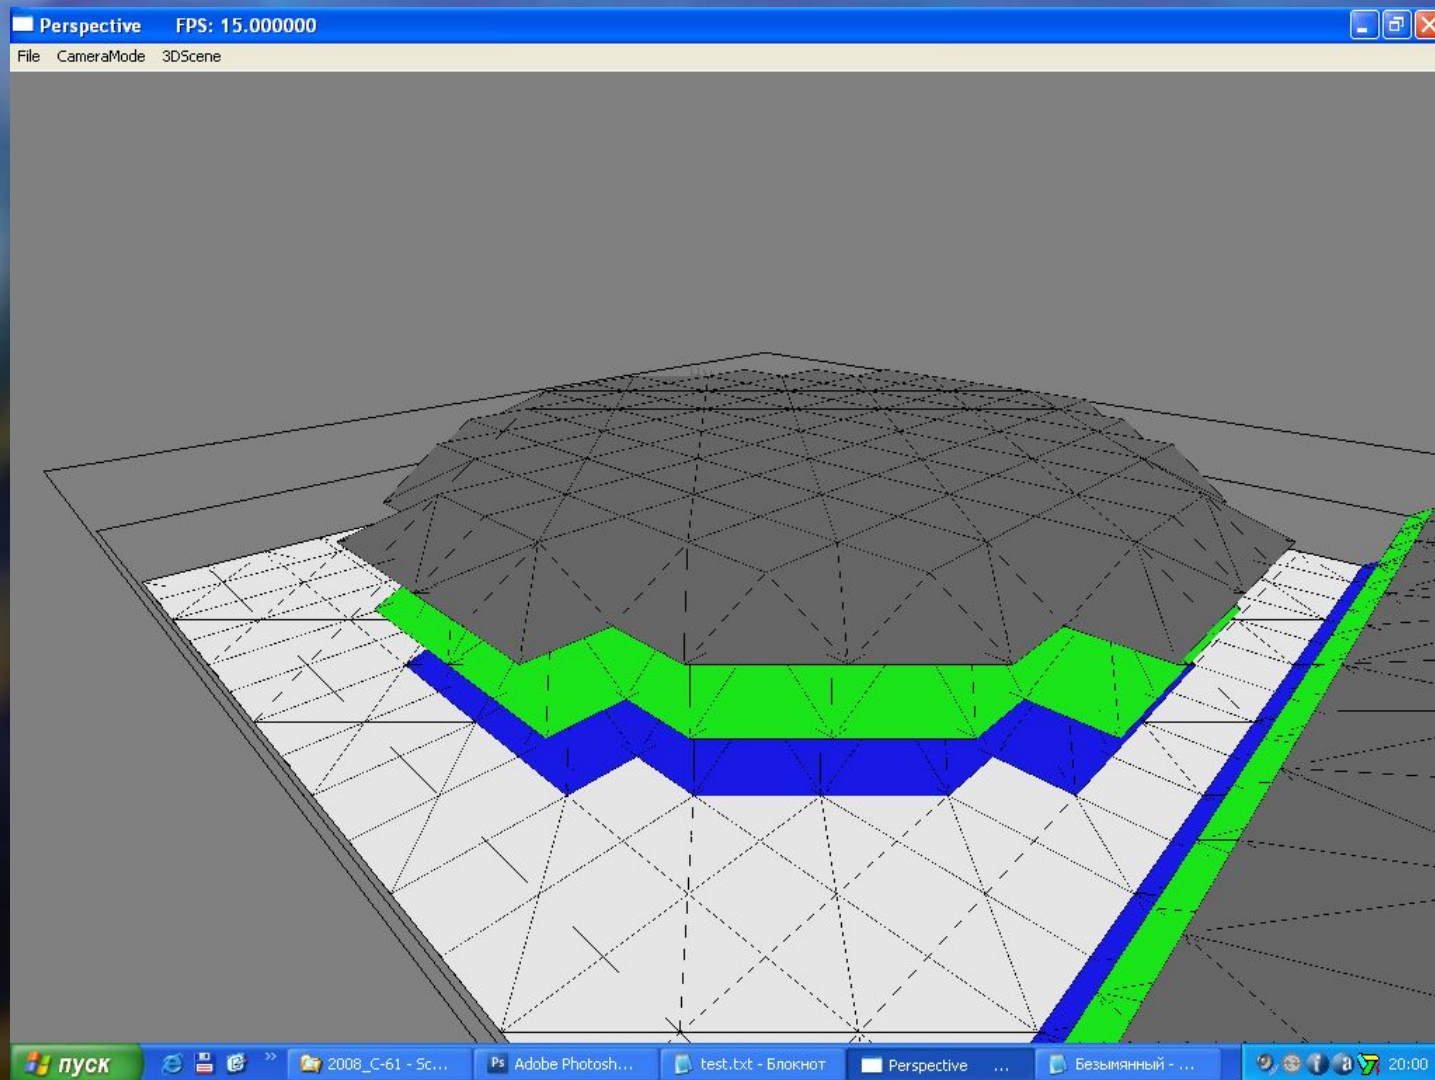 Perspective FPS: 15.000000
File CameraMode 3DScene
пуск 2008_C-61 - Sc... Adobe Photosh... test.txt - Блокнот Perspective ... Безымянный - ... 20:00